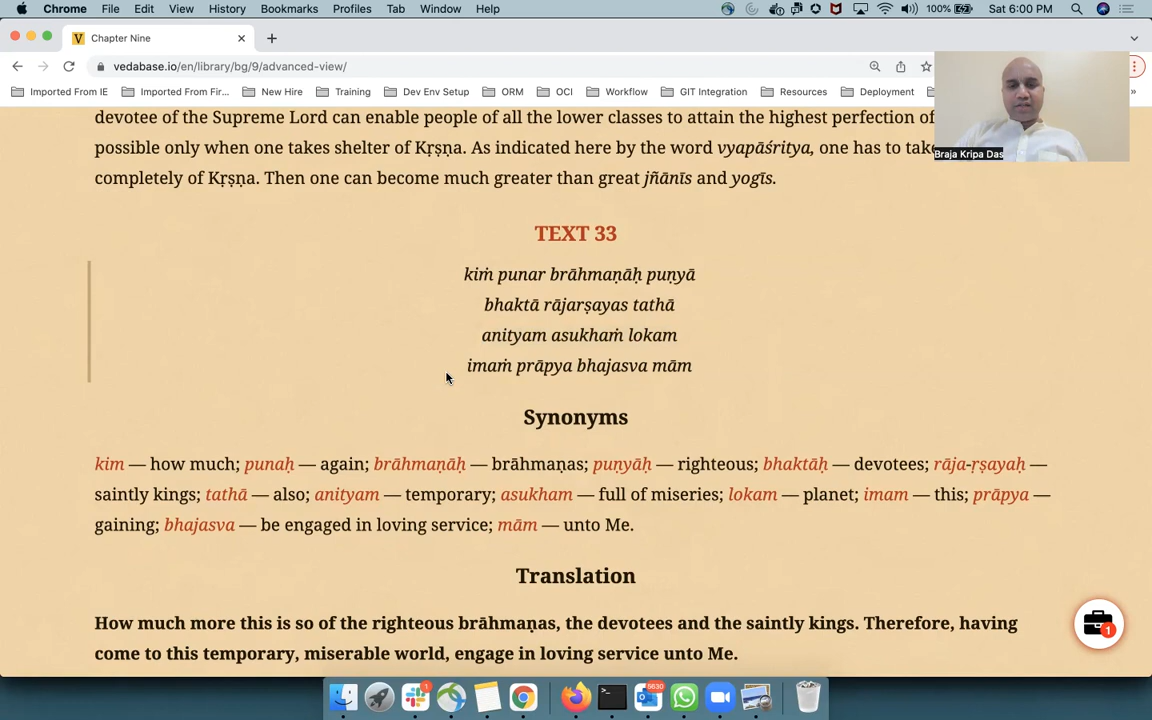 Chrome File Edit View History Bookmarks Profiles Tab Window Help 100% Sat 6:00 PM
Chapter Nine
vedabase.io/en/library/bg/9/advanced-view/
Imported From IE Imported From Fir... New Hire Training Dev Env Setup ORM OCI Workflow GIT Integration Resources Deployment »
devotee of the Supreme Lord can enable people of all the lower classes to attain the highest perfection of
possible only when one takes shelter of Kṛṣṇa. As indicated here by the word vyapāśritya, one has to take
Braja Kripa Das
completely of Kṛṣṇa. Then one can become much greater than great jñānīs and yogīs.
TEXT 33
kiṁ punar brāhmaṇāḥ puṇyā
bhaktā rājarṣayas tathā
anityam asukhaṁ lokam
imaṁ prāpya bhajasva mām
Synonyms
kim — how much; punaḥ — again; brāhmaṇāḥ — brāhmaṇas; puṇyāḥ — righteous; bhaktāḥ — devotees; rāja-ṛṣayaḥ —
saintly kings; tathā — also; anityam — temporary; asukham — full of miseries; lokam — planet; imam — this; prāpya —
gaining; bhajasva — be engaged in loving service; mām — unto Me.
Translation
How much more this is so of the righteous brāhmaṇas, the devotees and the saintly kings. Therefore, having
come to this temporary, miserable world, engage in loving service unto Me.
1
1
5630